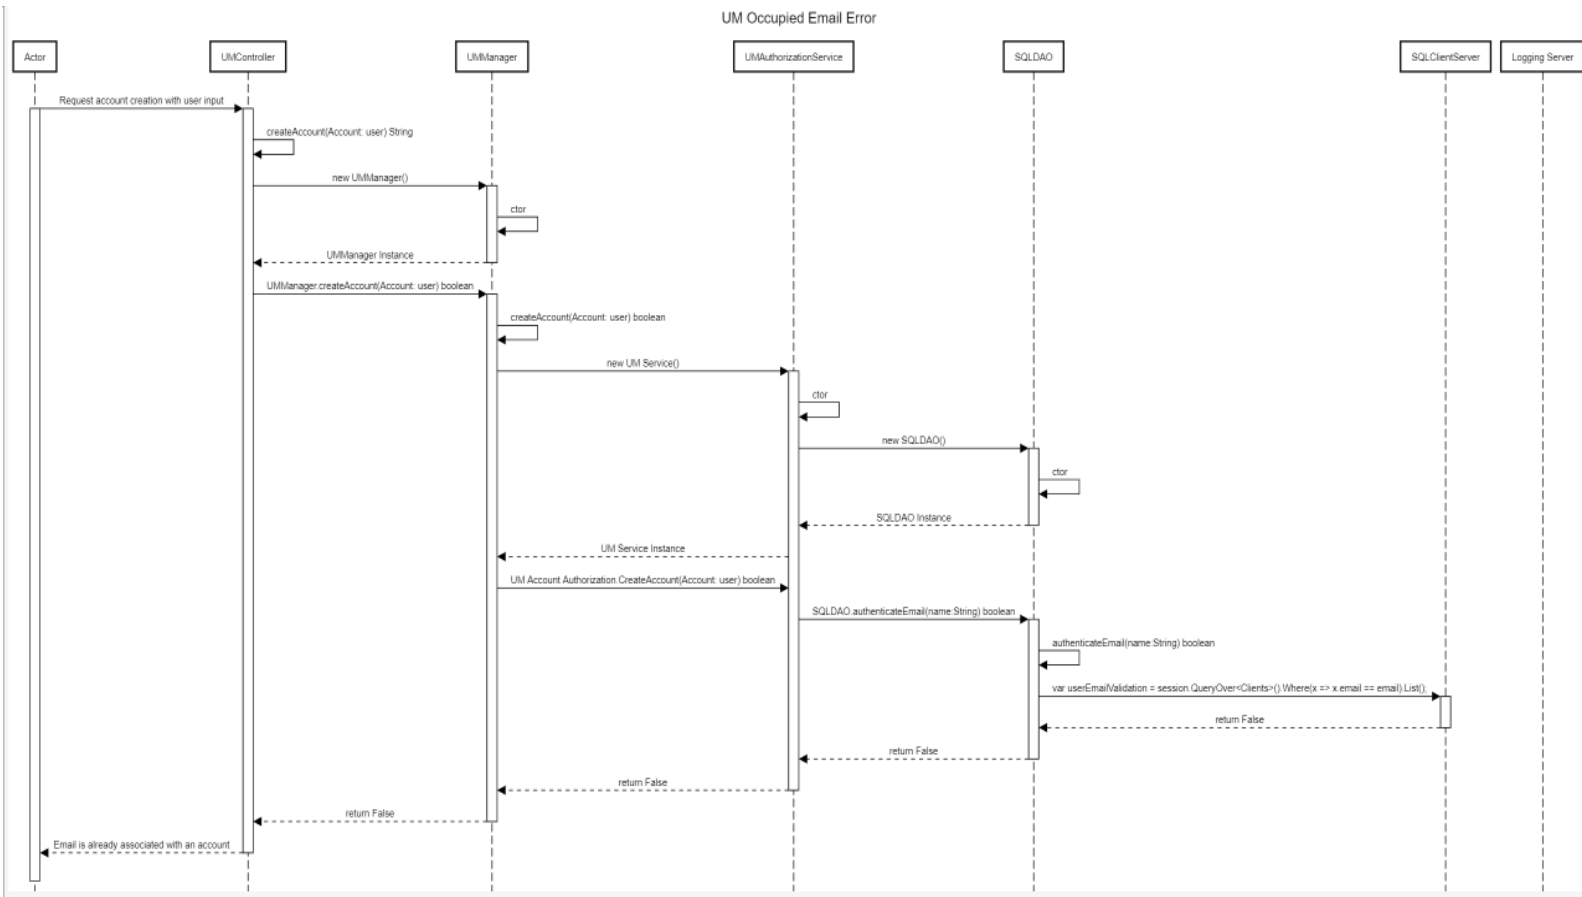 UM Occupied Email Error
Actor
UMController
UMManager
UMAuthorizationService
SQLDAO
SQLClientServer
Logging Server
Request account creation with user input
createAccount(Account: user) String
new UMManager()
ctor
UMManager Instance
UMManager.createAccount(Account: user) boolean
createAccount(Account: user) boolean
new UM Service()
ctor
new SQLDAO()
ctor
SQLDAO Instance
UM Service Instance
UM Account Authorization.CreateAccount(Account: user) boolean
SQLDAO.authenticateEmail(name:String) boolean
authenticateEmail(name:String) boolean
var userEmailValidation = session.QueryOver<Clients>().Where(x => x.email == email).List();
return False
return False
return False
return False
Email is already associated with an account